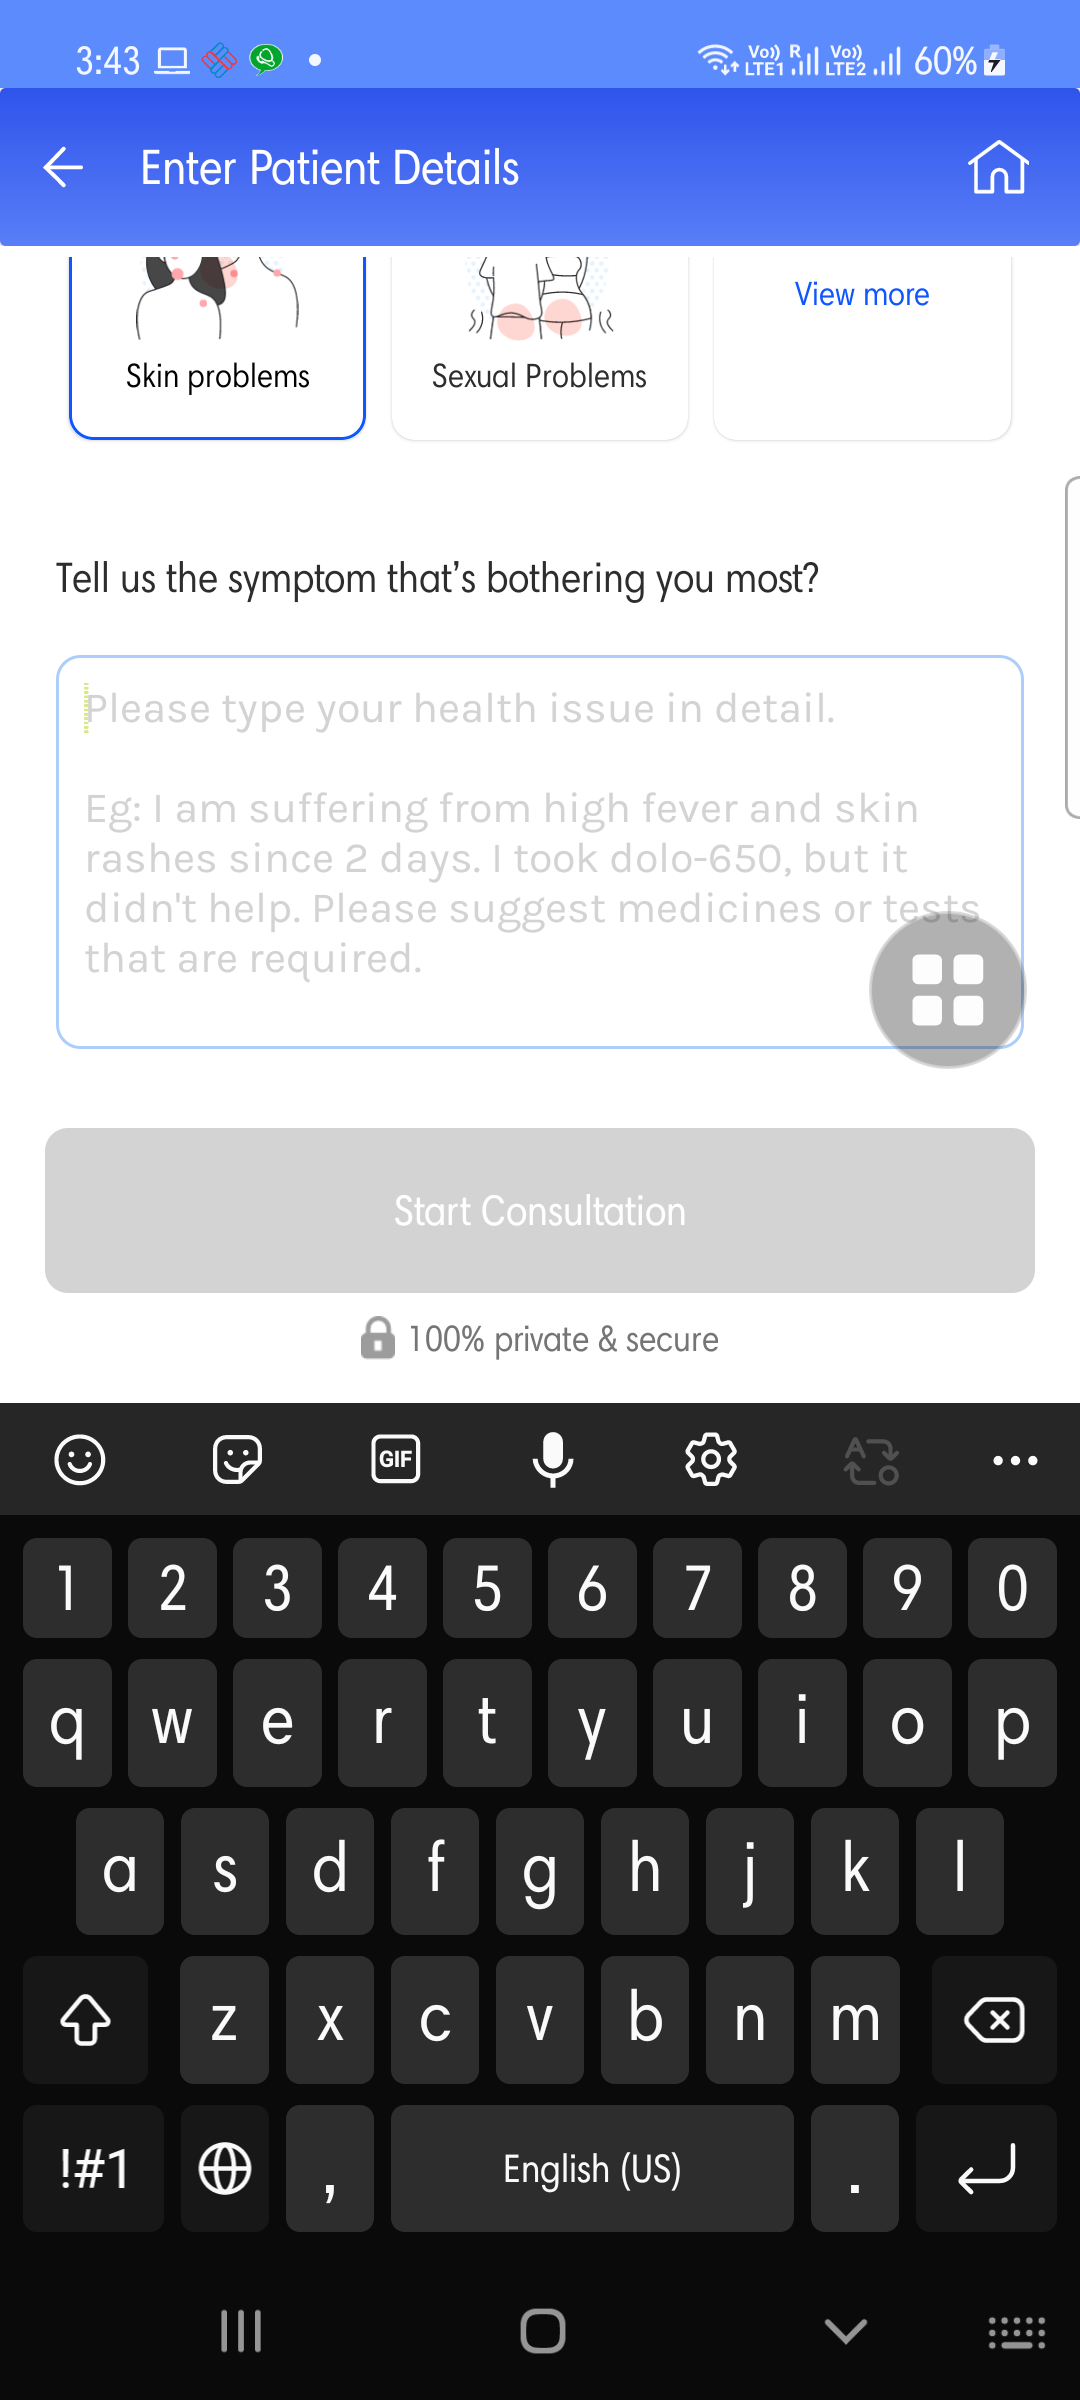 3:43
Vo)) R Vo)) 60%
LTE1 LTE2
Enter Patient Details
View more
Skin problems
Sexual Problems
Tell us the symptom that's bothering you most?
Please type your health issue in detail.
Eg: I am suffering from high fever and skin
rashes since 2 days. I took dolo-650, but it
didn't help. Please suggest medicines or tests
that are required.
Start Consultation
100% private & secure
GIF
1 2 3 4 5 6 7 8 9 0
q w e r t y u i o p
a s d f g h j k l
z x c v b n m
!#1 , English (US) .